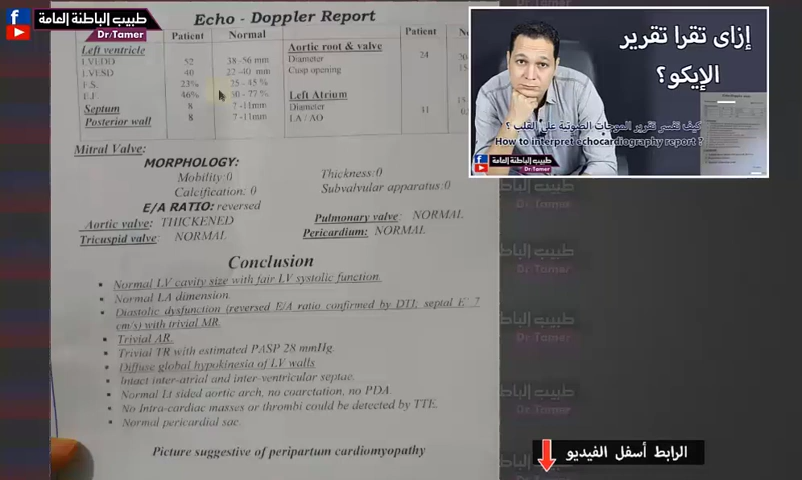 طبيب الباطنة العامة
Dr/Tamer
Echo - Doppler Report
Patient Normal
Left ventricle
LVEDD 52 38-56 mm
LVESD 40 22-40 mm
F.S. 23% 25-45 %
E.F 46% 50-77 %
Septum 8 7-11mm
Posterior wall 8 7-11mm
Patient
Aortic root & valve
Diameter 24
Cusp opening
Left Atrium
Diameter 31
LA / AO
Mitral Valve:
MORPHOLOGY:
Mobility:0 Thickness:0
Calcification: 0 Subvalvular apparatus:0
E/A RATIO: reversed
Aortic valve: THICKENED Pulmonary valve: NORMAL
Tricuspid valve: NORMAL Pericardium: NORMAL
Conclusion
Normal LV cavity size with fair LV systolic function.
Normal LA dimension.
Diastolic dysfunction (reversed E/A ratio confirmed by DTI; septal E' 7
cm/s) with trivial MR.
Trivial AR.
Trivial TR with estimated PASP 28 mmHg.
Diffuse global hypokinesia of LV walls
Intact inter-atrial and inter-ventricular septae.
Normal Lt sided aortic arch, no coarctation, no PDA.
No Intra-cardiac masses or thrombi could be detected by TTE.
Normal pericardial sac.
Picture suggestive of peripartum cardiomyopathy
إزاى تقرا تقرير
الإيكو؟
كيف تفسر تقرير الموجات الصوتية على القلب ؟
How to interpret echocardiography report ?
طبيب الباطنة العامة
Dr.Tamer
الرابط أسفل الفيديو